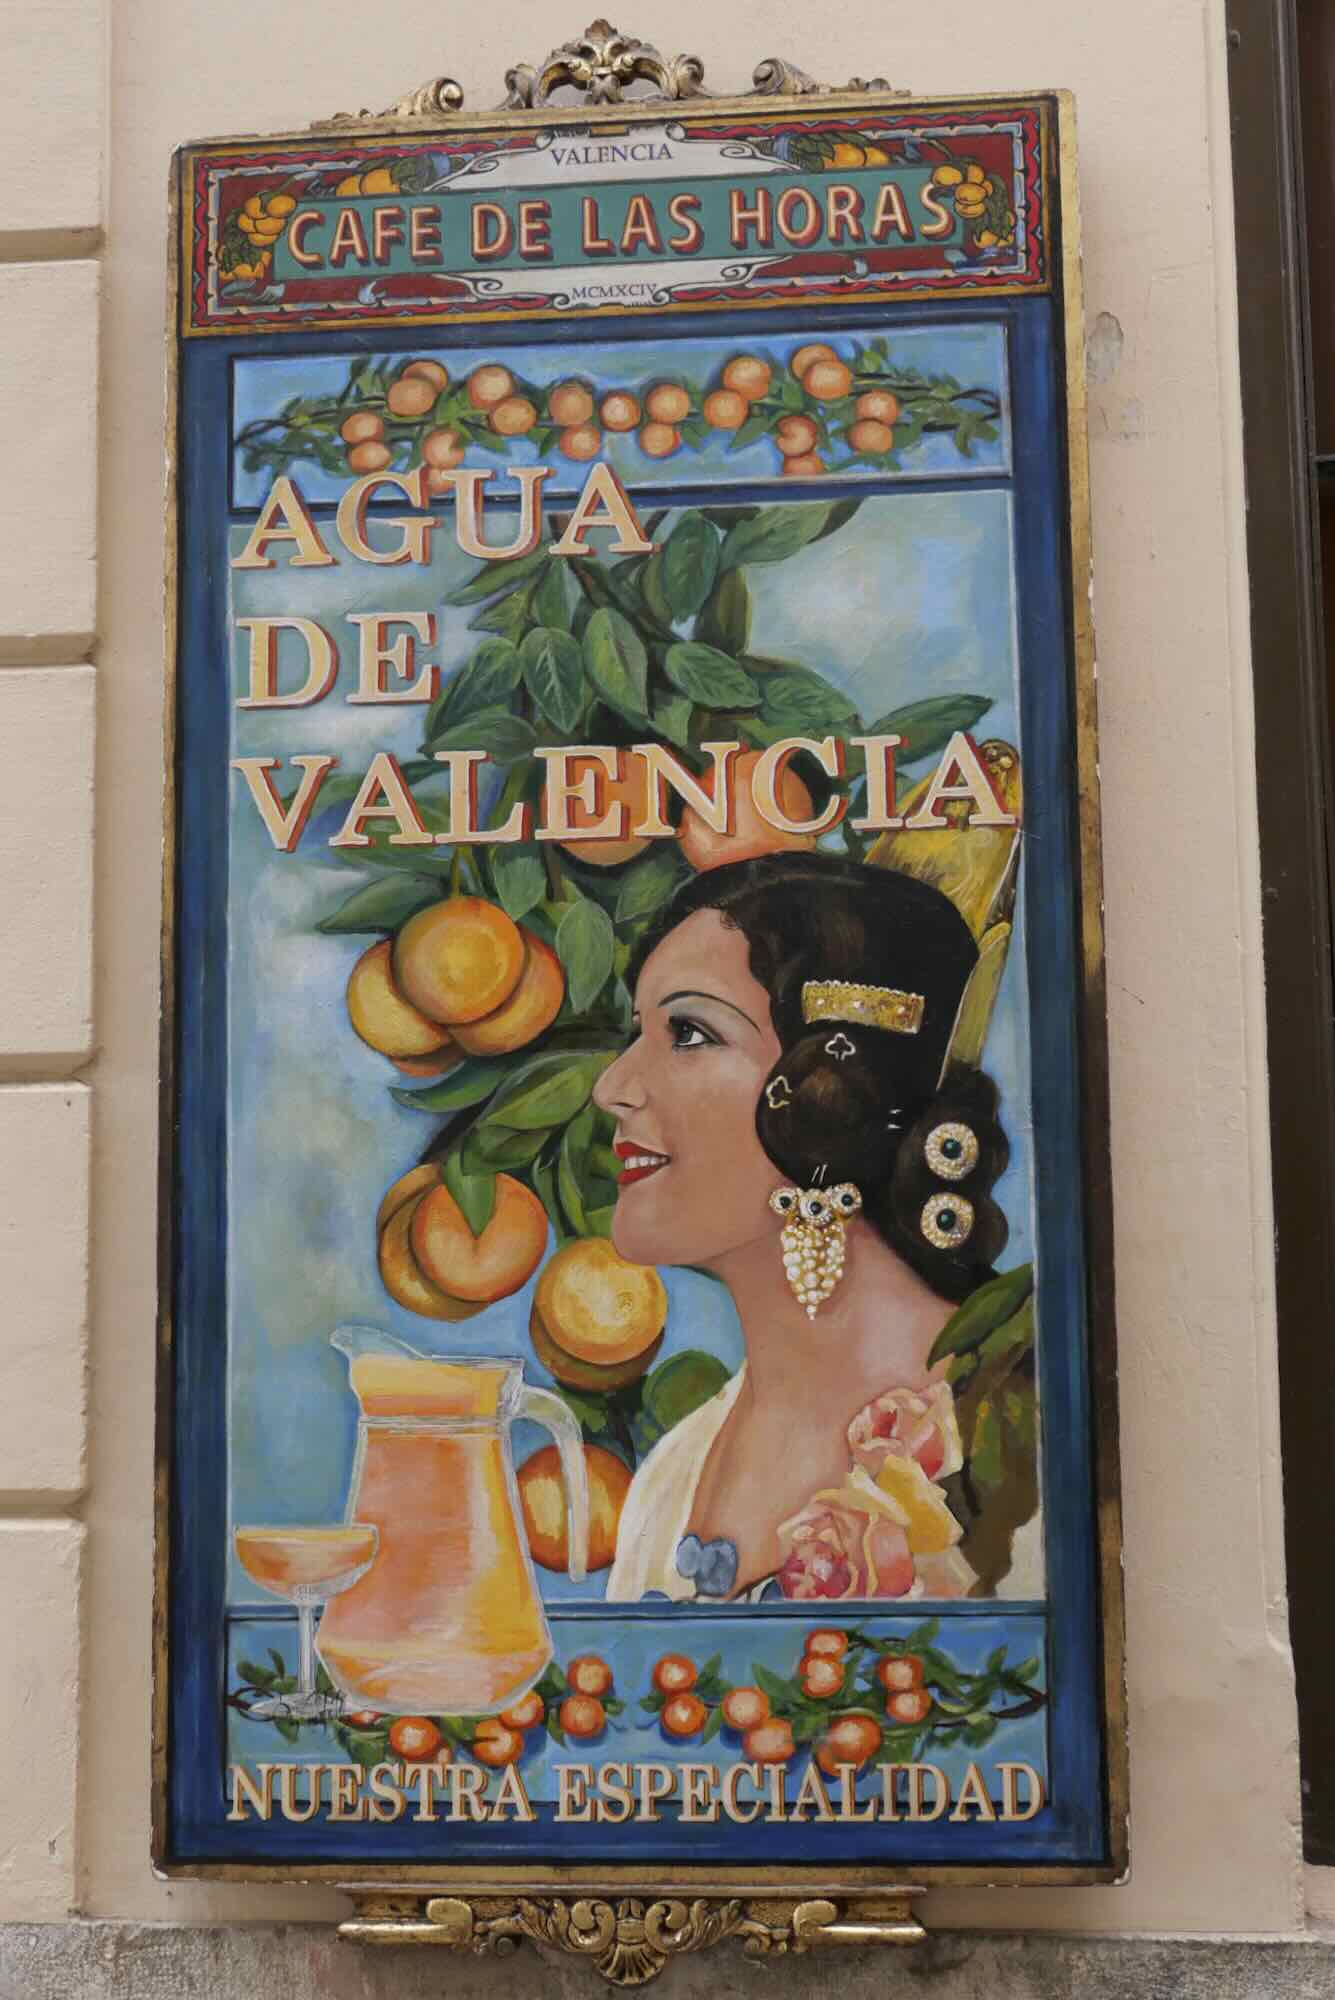 VALENCIA
CAFE DE LAS HORAS
MCMXCIV
AGUA
DE
VALENCIA
NUESTRA ESPECIALIDAD